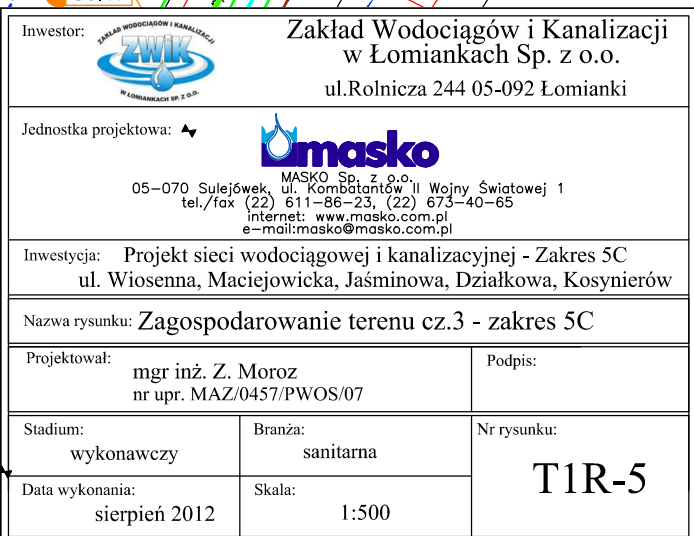 Inwestor:
ZAKŁAD WODOCIĄGÓW I KANALIZACJI
ZWiK
W ŁOMIANKACH SP. Z O.O.
Zakład Wodociągów i Kanalizacji
w Łomiankach Sp. z o.o.
ul.Rolnicza 244 05-092 Łomianki
Jednostka projektowa:
masko
MASKO Sp. z o.o.
05-070 Sulejówek, ul. Kombatantów II Wojny Światowej 1
tel./fax (22) 611-86-23, (22) 673-40-65
internet: www.masko.com.pl
e-mail:masko@masko.com.pl
Inwestycja: Projekt sieci wodociągowej i kanalizacyjnej - Zakres 5C
ul. Wiosenna, Maciejowicka, Jaśminowa, Działkowa, Kosynierów
Nazwa rysunku: Zagospodarowanie terenu cz.3 - zakres 5C
Projektował:
mgr inż. Z. Moroz
nr upr. MAZ/0457/PWOS/07
Podpis:
Stadium:
wykonawczy
Branża:
sanitarna
Nr rysunku:
T1R-5
Data wykonania:
sierpień 2012
Skala:
1:500